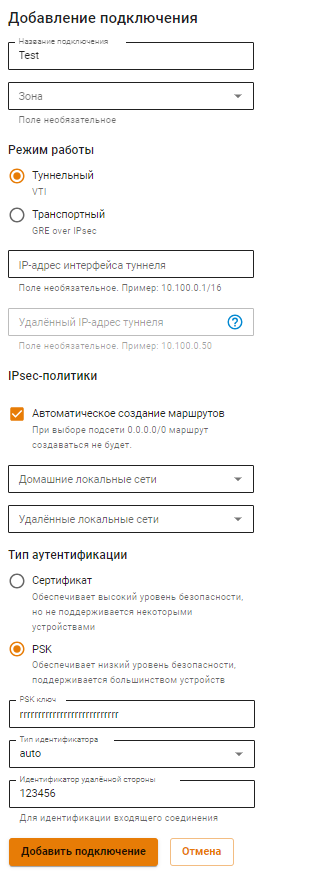 Добавление подключения
Название подключения
Test
Зона
Поле необязательное
Режим работы
Туннельный
VTI
Транспортный
GRE over IPsec
IP-адрес интерфейса туннеля
Поле необязательное. Пример: 10.100.0.1/16
Удалённый IP-адрес туннеля
Поле необязательное. Пример: 10.100.0.50
IPsec-политики
Автоматическое создание маршрутов
При выборе подсети 0.0.0.0/0 маршрут
создаваться не будет.
Домашние локальные сети
Удалённые локальные сети
Тип аутентификации
Сертификат
Обеспечивает высокий уровень безопасности,
но не поддерживается некоторыми
устройствами
PSK
Обеспечивает низкий уровень безопасности,
поддерживается большинством устройств
PSK ключ
Тип идентификатора
auto
Идентификатор удалённой стороны
123456
Для идентификации входящего соединения
Добавить подключение
Отмена